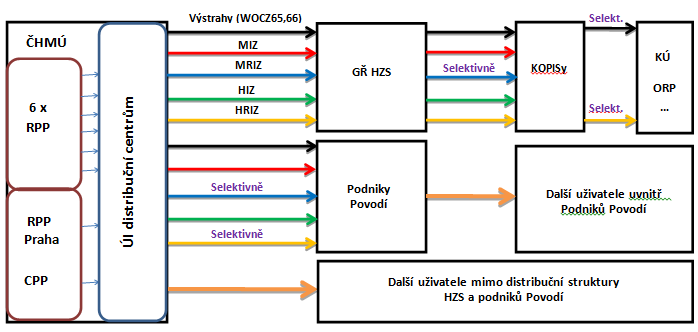 Výstrahy (WOCZ65,66)
Selekt.
ČHMÚ
MIZ
MRIZ
HIZ
HRIZ
6 x
RPP
RPP
Praha
CPP
ÚI distribuční centrům
GŘ HZS
Selektivně
KOPISy
Selekt.
KÚ
ORP
...
Selektivně
Selektivně
Podniky
Povodí
Další uživatele uvnitř
Podniků Povodí
Další uživatele mimo distribuční struktury
HZS a podniků Povodí